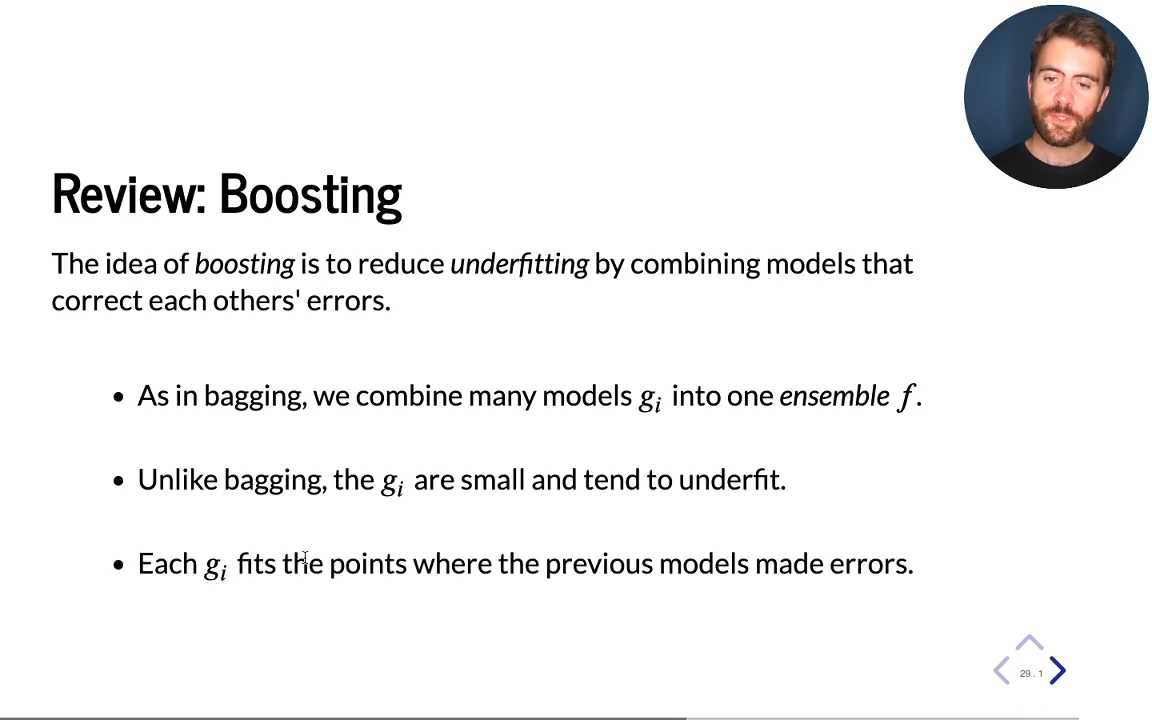 Review: Boosting
The idea of boosting is to reduce underfitting by combining models that
correct each others' errors.
• As in bagging, we combine many models gᵢ into one ensemble f.
• Unlike bagging, the gᵢ are small and tend to underfit.
• Each gᵢ fits the points where the previous models made errors.
29 . 1